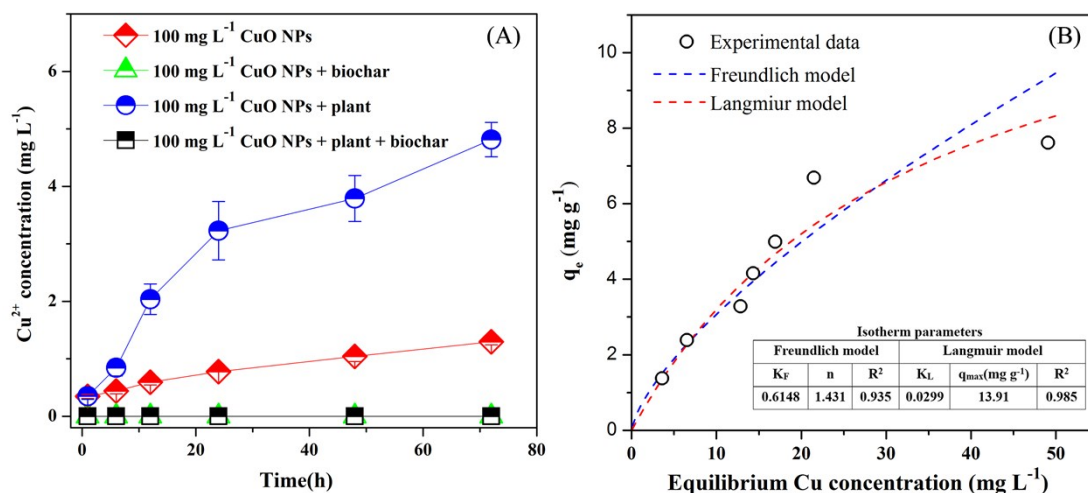 (A)
100 mg L⁻¹ CuO NPs
100 mg L⁻¹ CuO NPs + biochar
100 mg L⁻¹ CuO NPs + plant
100 mg L⁻¹ CuO NPs + plant + biochar
Cu²⁺ concentration (mg L⁻¹)
6
4
2
0
0 20 40 60 80
Time(h)
(B)
Experimental data
Freundlich model
Langmiur model
qₑ (mg g⁻¹)
10
8
6
4
2
0
Isotherm parameters
Freundlich model Langmuir model
K_F n R² K_L qmax(mg g⁻¹) R²
0.6148 1.431 0.935 0.0299 13.91 0.985
0 10 20 30 40 50
Equilibrium Cu concentration (mg L⁻¹)